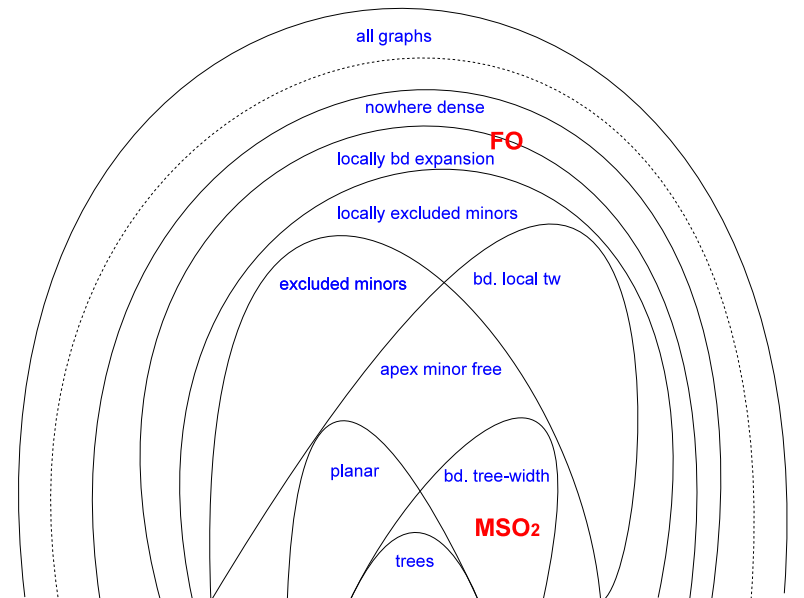 all graphs
nowhere dense
FO
locally bd expansion
locally excluded minors
excluded minors
bd. local tw
apex minor free
planar
bd. tree-width
MSO₂
trees